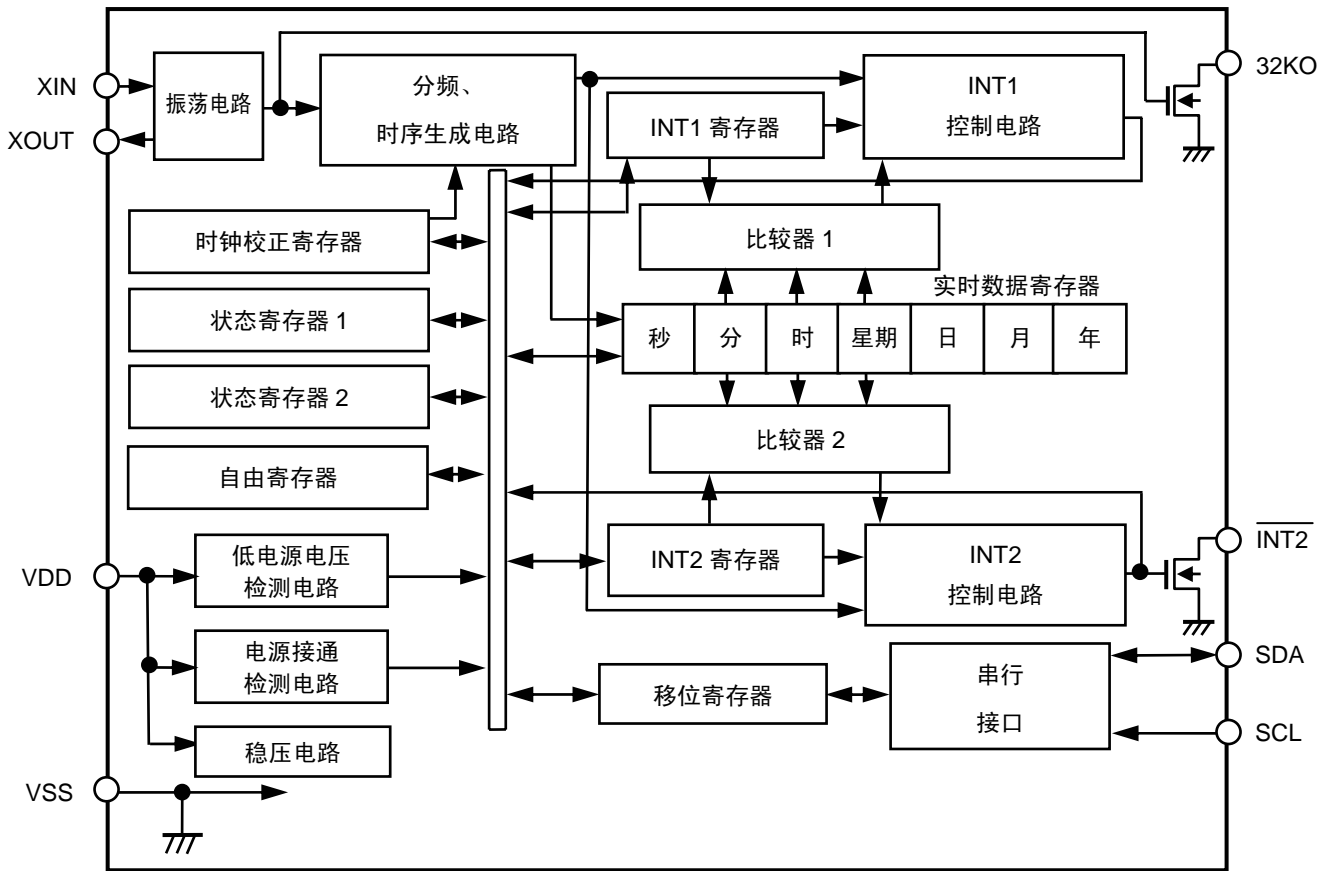 XIN
XOUT
振荡电路
分频、
时序生成电路
INT1 寄存器
INT1
控制电路
32KO
时钟校正寄存器
比较器 1
实时数据寄存器
状态寄存器 1
秒 分 时 星期 日 月 年
状态寄存器 2
比较器 2
自由寄存器
VDD
低电源电压
检测电路
INT2 寄存器
INT2
控制电路
INT2
电源接通
检测电路
移位寄存器
串行
接口
SDA
SCL
稳压电路
VSS